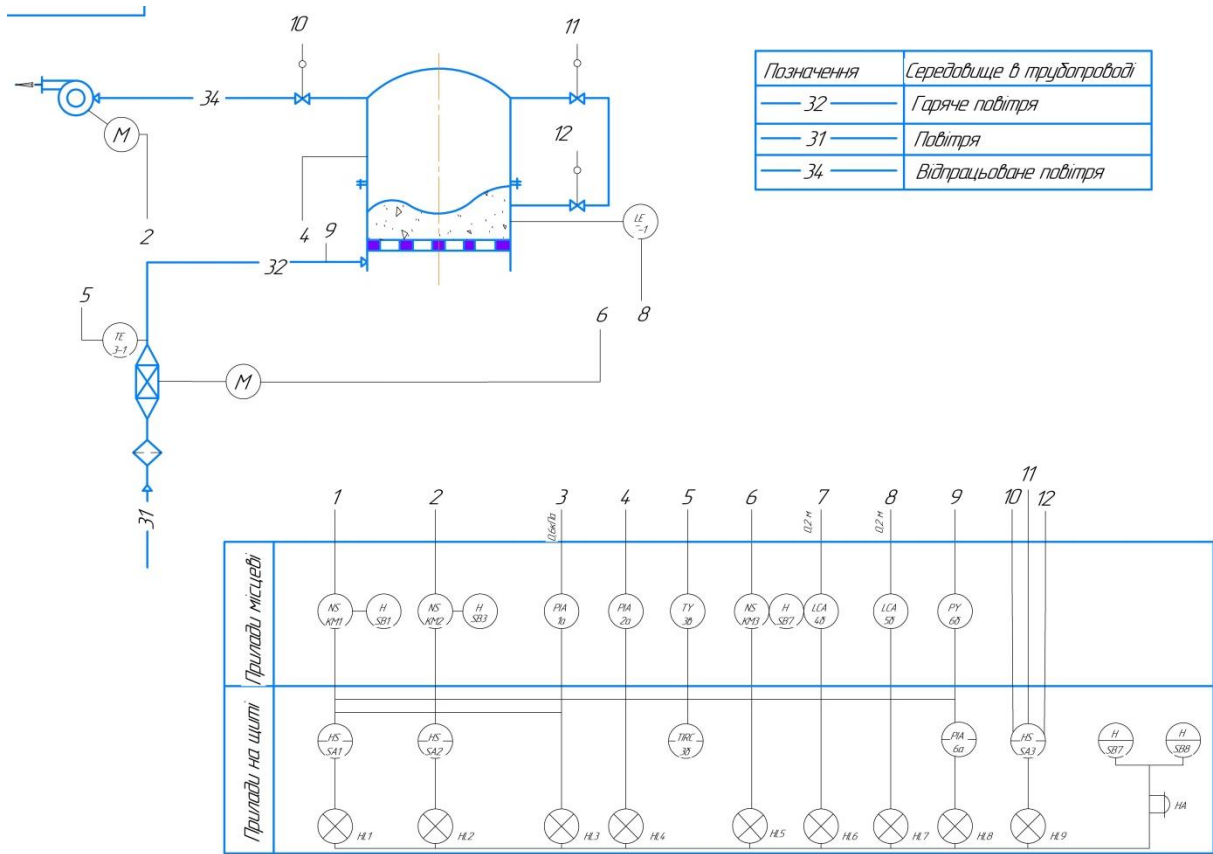 10
11
34
M
12
2
4
9
LE
-1
8
32
5
6
TE
3-1
M
31
Позначення
Середовище в трубопроводі
32
Гаряче повітря
31
Повітря
34
Відпрацьоване повітря
1
2
3
4
5
6
7
8
9
10
11
12
0,6кПа
0,2 м
0,2 м
Прилади місцеві
NS
KM1
H
SB1
NS
KM2
H
SB3
PIA
1а
PIA
2а
TY
3б
NS
KM3
H
SB7
LCA
4б
LCA
5б
PY
6б
Прилади на щиті
HS
SA1
HS
SA2
TIRC
3б
PIA
6а
HS
SA3
H
SB7
H
SB8
HA
HL1
HL2
HL3
HL4
HL5
HL6
HL7
HL8
HL9